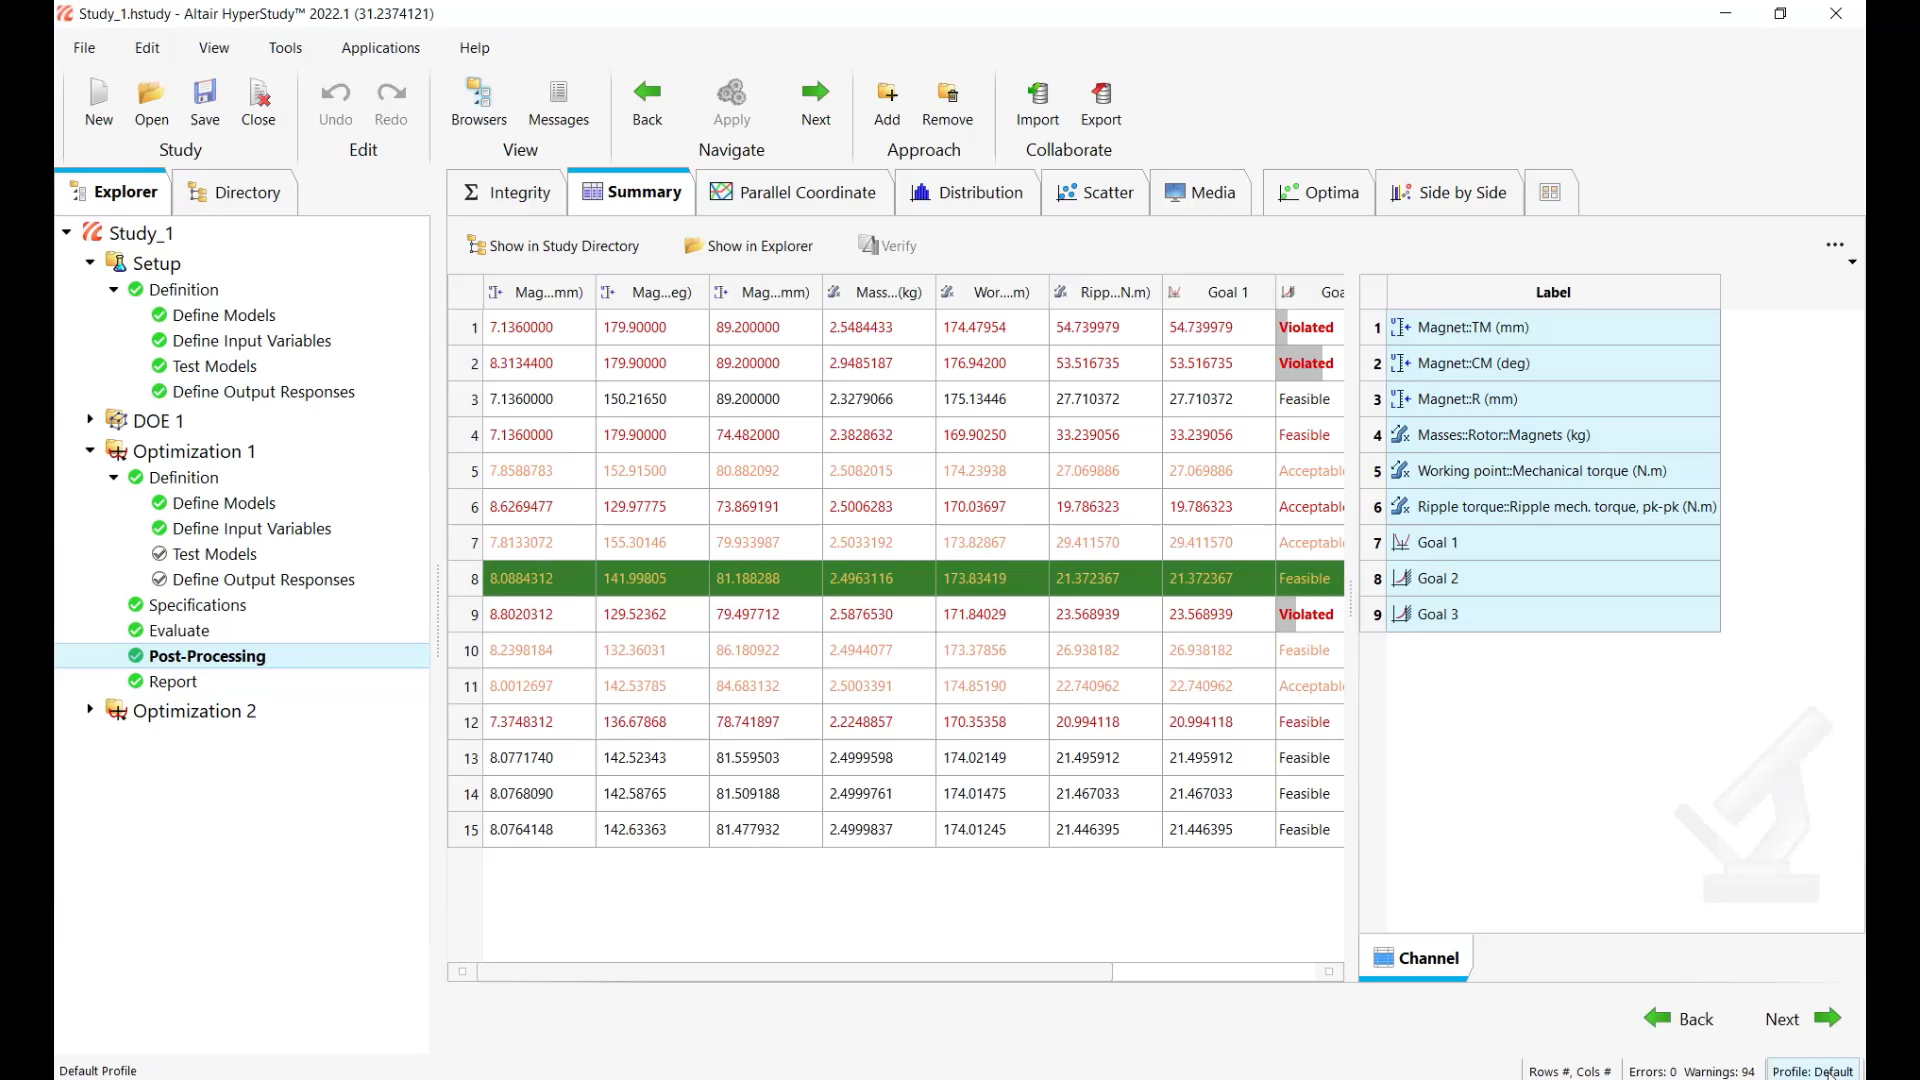 Study_1.hstudy - Altair HyperStudy™ 2022.1 (31.2374121)
File Edit View Tools Applications Help
New Open Save Close Undo Redo Browsers Messages Back Apply Next Add Remove Import Export
Study Edit View Navigate Approach Collaborate
Explorer Directory
Integrity Summary Parallel Coordinate Distribution Scatter Media Optima Side by Side
Study_1
Setup
Definition
Define Models
Define Input Variables
Test Models
Define Output Responses
DOE 1
Optimization 1
Definition
Define Models
Define Input Variables
Test Models
Define Output Responses
Specifications
Evaluate
Post-Processing
Report
Optimization 2
Show in Study Directory Show in Explorer Verify
Mag...mm) Mag...eg) Mag...mm) Mass...(kg) Wor....m) Ripp...N.m) Goal 1 Goa
1 7.1360000 179.90000 89.200000 2.5484433 174.47954 54.739979 54.739979 Violated
2 8.3134400 179.90000 89.200000 2.9485187 176.94200 53.516735 53.516735 Violated
3 7.1360000 150.21650 89.200000 2.3279066 175.13446 27.710372 27.710372 Feasible
4 7.1360000 179.90000 74.482000 2.3828632 169.90250 33.239056 33.239056 Feasible
5 7.8588783 152.91500 80.882092 2.5082015 174.23938 27.069886 27.069886 Acceptabl
6 8.6269477 129.97775 73.869191 2.5006283 170.03697 19.786323 19.786323 Acceptabl
7 7.8133072 155.30146 79.933987 2.5033192 173.82867 29.411570 29.411570 Acceptabl
8 8.0884312 141.99805 81.188288 2.4963116 173.83419 21.372367 21.372367 Feasible
9 8.8020312 129.52362 79.497712 2.5876530 171.84029 23.568939 23.568939 Violated
10 8.2398184 132.36031 86.180922 2.4944077 173.37856 26.938182 26.938182 Feasible
11 8.0012697 142.53785 84.683132 2.5003391 174.85190 22.740962 22.740962 Acceptabl
12 7.3748312 136.67868 78.741897 2.2248857 170.35358 20.994118 20.994118 Feasible
13 8.0771740 142.52343 81.559503 2.4999598 174.02149 21.495912 21.495912 Feasible
14 8.0768090 142.58765 81.509188 2.4999761 174.01475 21.467033 21.467033 Feasible
15 8.0764148 142.63363 81.477932 2.4999837 174.01245 21.446395 21.446395 Feasible
Label
1 Magnet::TM (mm)
2 Magnet::CM (deg)
3 Magnet::R (mm)
4 Masses::Rotor::Magnets (kg)
5 Working point::Mechanical torque (N.m)
6 Ripple torque::Ripple mech. torque, pk-pk (N.m)
7 Goal 1
8 Goal 2
9 Goal 3
Channel
Back Next
Default Profile
Rows #, Cols # Errors: 0 Warnings: 94 Profile: Default